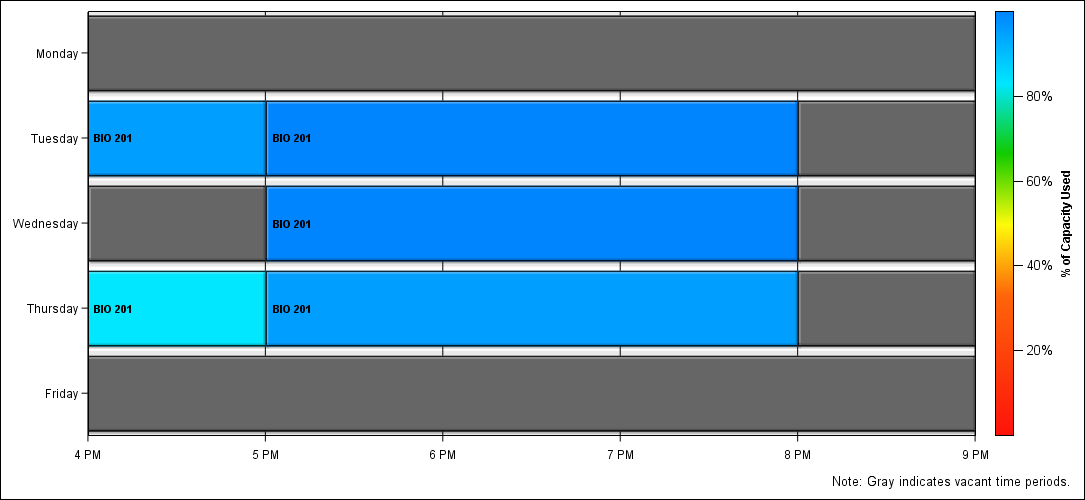 Monday
Tuesday
BIO 201
BIO 201
Wednesday
BIO 201
Thursday
BIO 201
BIO 201
Friday
4 PM
5 PM
6 PM
7 PM
8 PM
9 PM
80%
60%
40%
20%
% of Capacity Used
Note: Gray indicates vacant time periods.